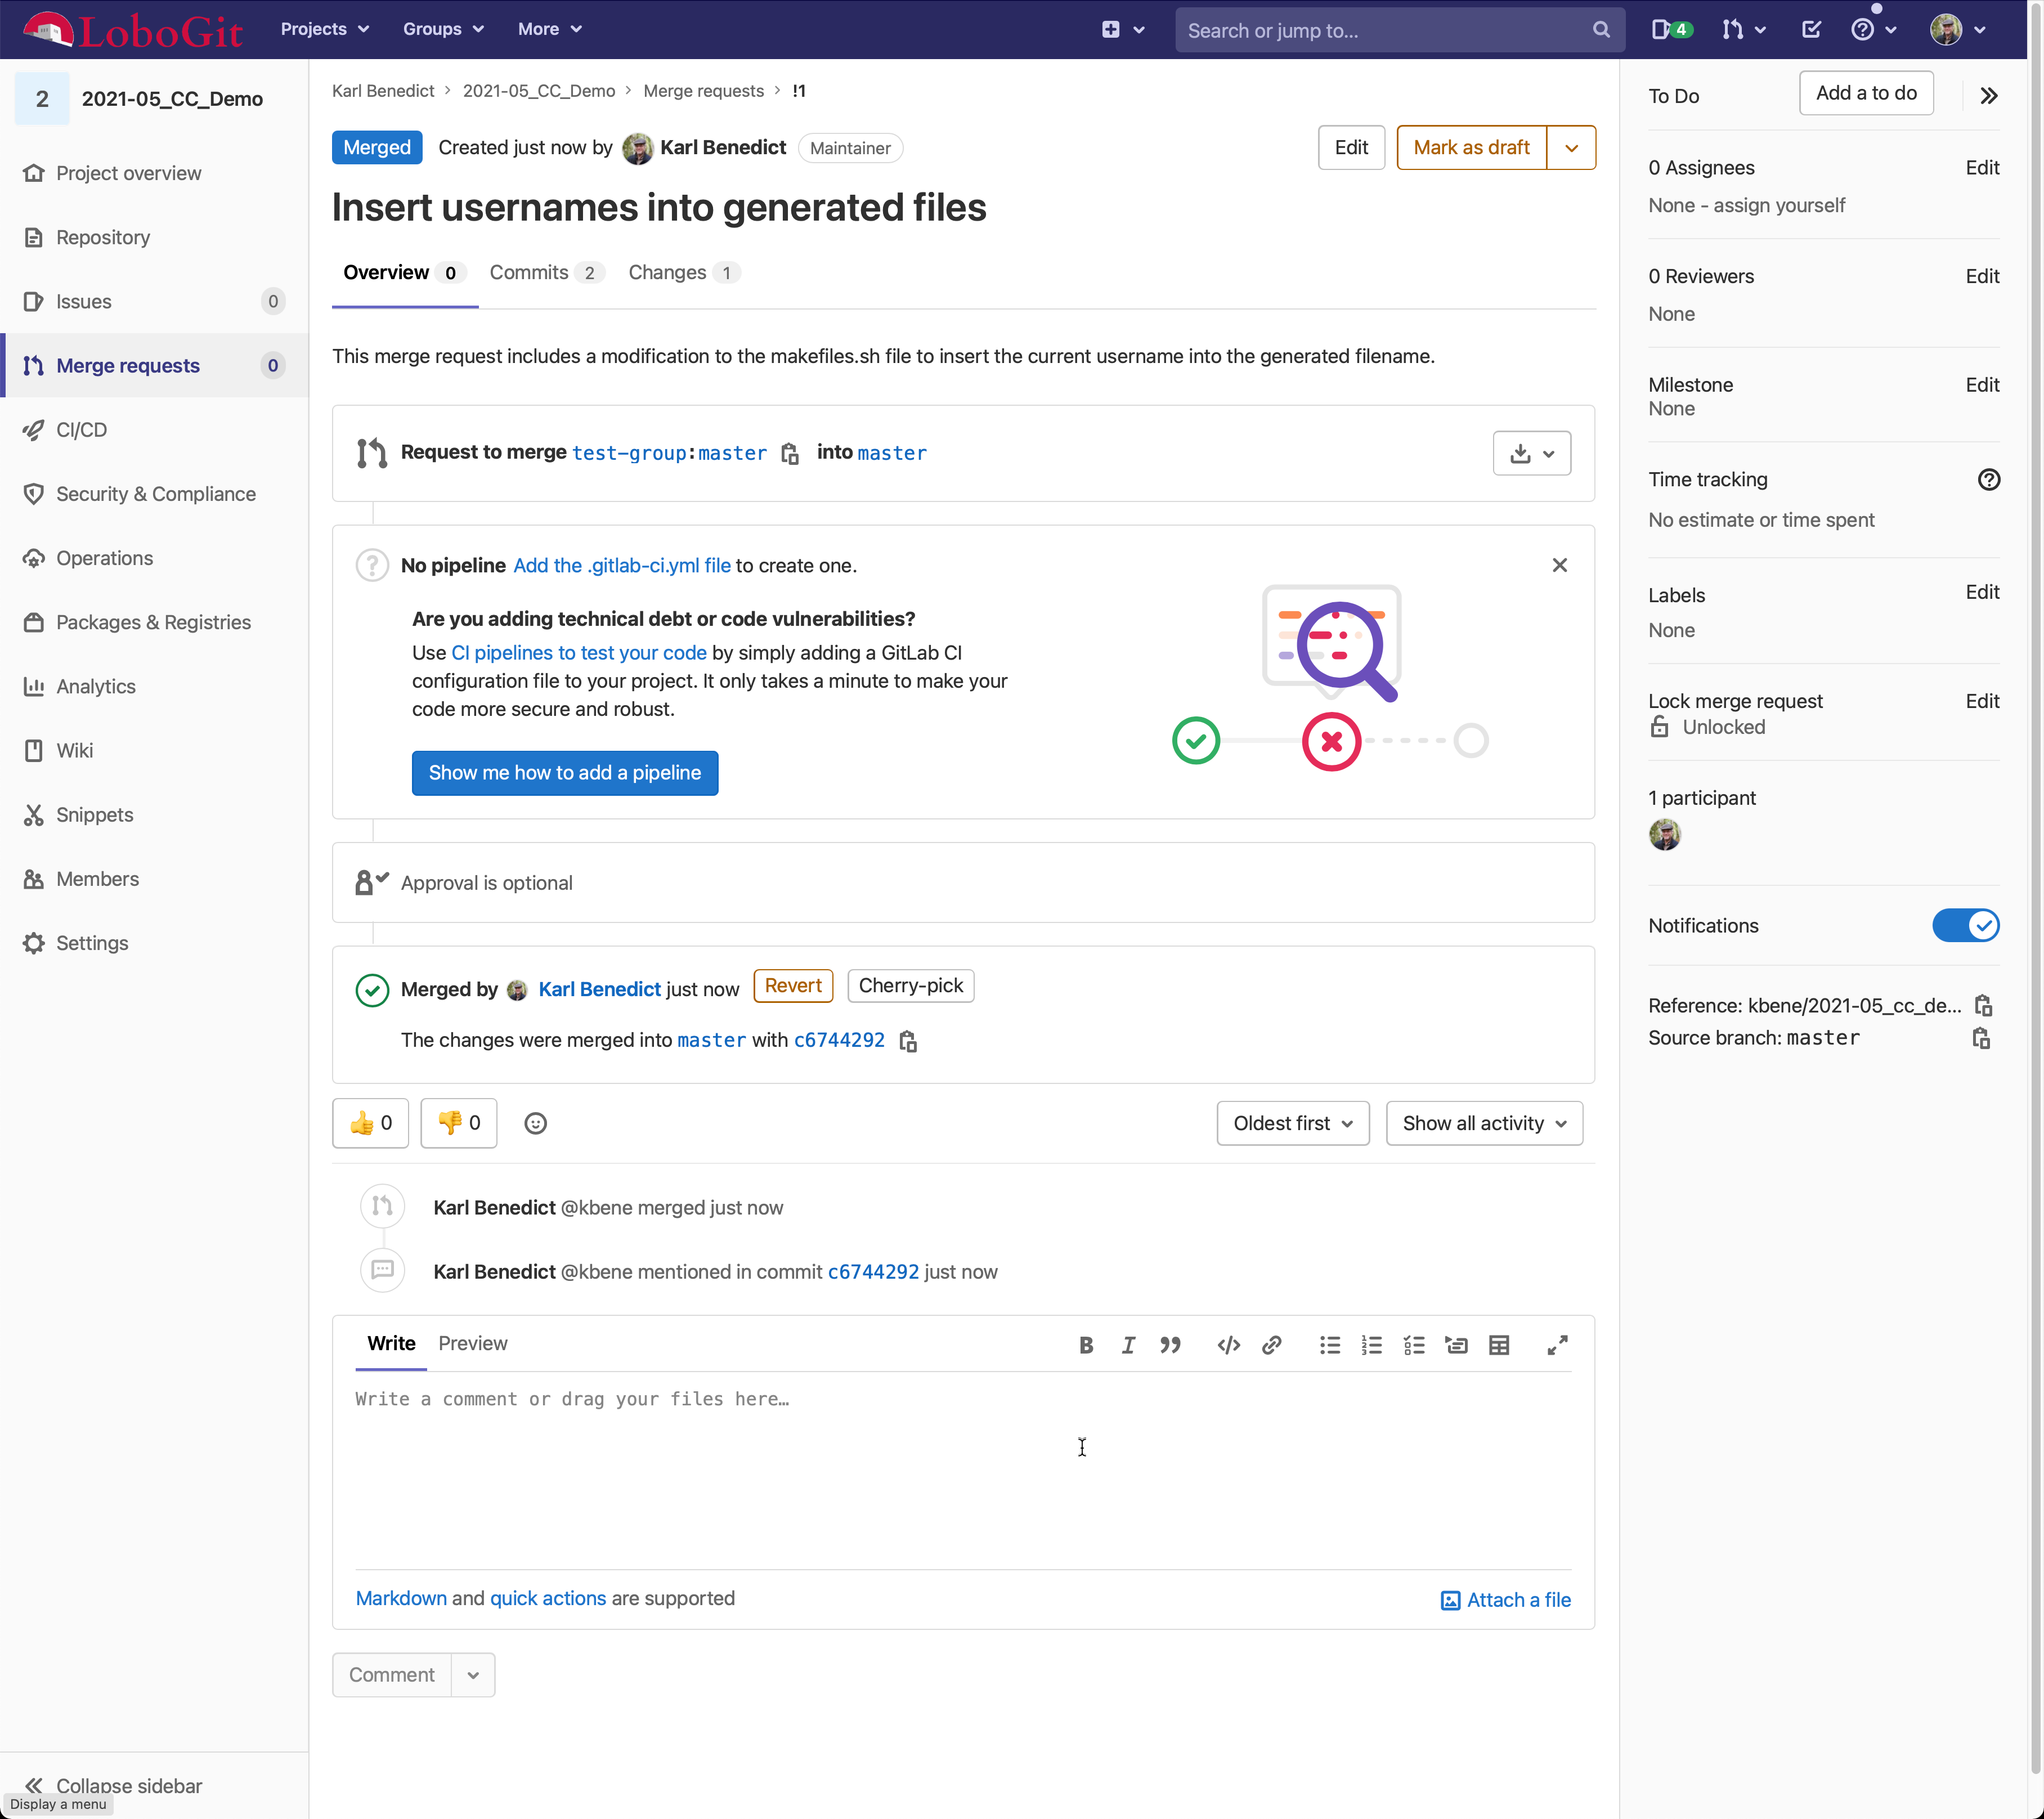 LoboGit Projects Groups More Search or jump to... 4
2 2021-05_CC_Demo
Project overview
Repository
Issues 0
Merge requests 0
CI/CD
Security & Compliance
Operations
Packages & Registries
Analytics
Wiki
Snippets
Members
Settings
Collapse sidebar
Display a menu
Karl Benedict > 2021-05_CC_Demo > Merge requests > !1
Merged Created just now by Karl Benedict Maintainer Edit Mark as draft
Insert usernames into generated files
Overview 0 Commits 2 Changes 1
This merge request includes a modification to the makefiles.sh file to insert the current username into the generated filename.
Request to merge test-group:master into master
No pipeline Add the .gitlab-ci.yml file to create one.
Are you adding technical debt or code vulnerabilities?
Use CI pipelines to test your code by simply adding a GitLab CI
configuration file to your project. It only takes a minute to make your
code more secure and robust.
Show me how to add a pipeline
Approval is optional
Merged by Karl Benedict just now Revert Cherry-pick
The changes were merged into master with c6744292
0 0 Oldest first Show all activity
Karl Benedict @kbene merged just now
Karl Benedict @kbene mentioned in commit c6744292 just now
Write Preview
Write a comment or drag your files here…
Markdown and quick actions are supported Attach a file
Comment
To Do Add a to do
0 Assignees Edit
None - assign yourself
0 Reviewers Edit
None
Milestone Edit
None
Time tracking
No estimate or time spent
Labels Edit
None
Lock merge request Edit
Unlocked
1 participant
Notifications
Reference: kbene/2021-05_cc_de...
Source branch: master